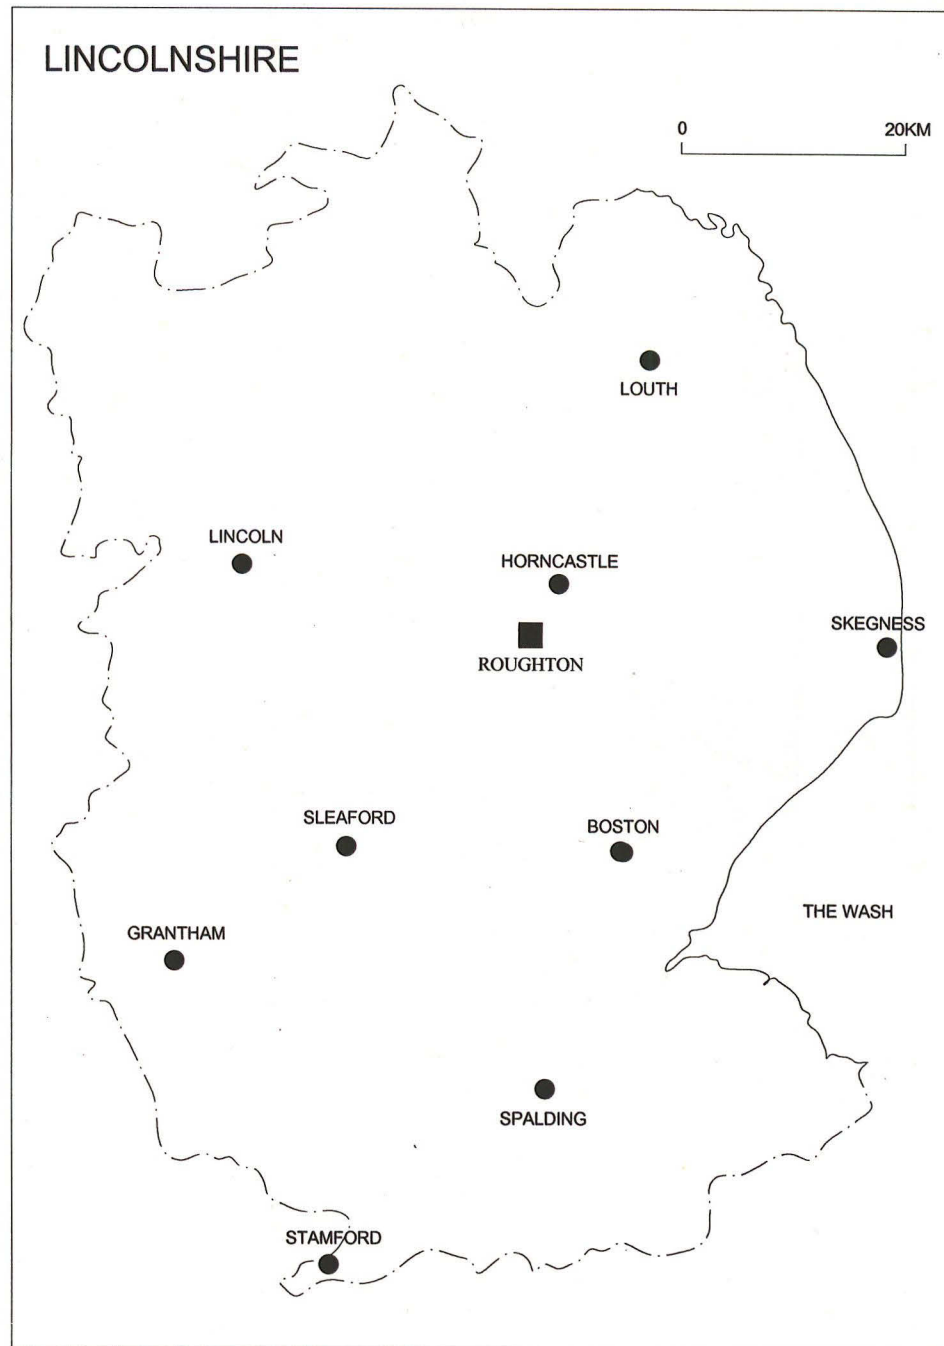 LINCOLNSHIRE
0 20KM
LOUTH
LINCOLN
HORNCASTLE
SKEGNESS
ROUGHTON
SLEAFORD
BOSTON
THE WASH
GRANTHAM
SPALDING
STAMFORD